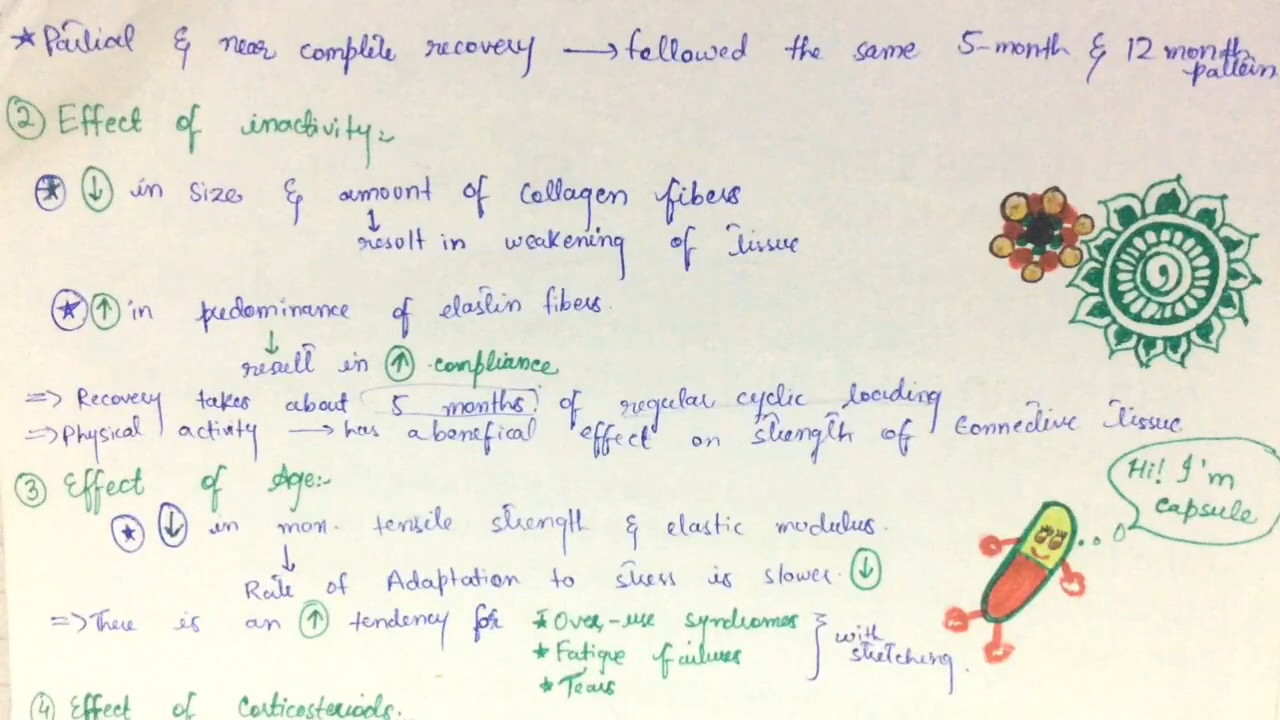 ★ Partial & near complete recovery → followed the same 5-month & 12 month pattern
② Effect of inactivity:-
★ ↓ in size & amount of collagen fibers
↓
result in weakening of tissue
★ ↑ in predominance of elastin fibers.
↓
result in ↑ compliance
⇒ Recovery takes about 5 months of regular cyclic loading
⇒ Physical activity → has a benefical effect on strength of connective tissue
③ Effect of Age:-
★ ↓ in max. tensile strength & elastic modulus.
↓
Rate of Adaptation to stress is slower. ↓
⇒ There is an ↑ tendency for ★ Over-use syndromes
★ Fatigue failures
★ Tears
} with stretching.
Hi! I'm capsule
④ Effect of corticosteriods.